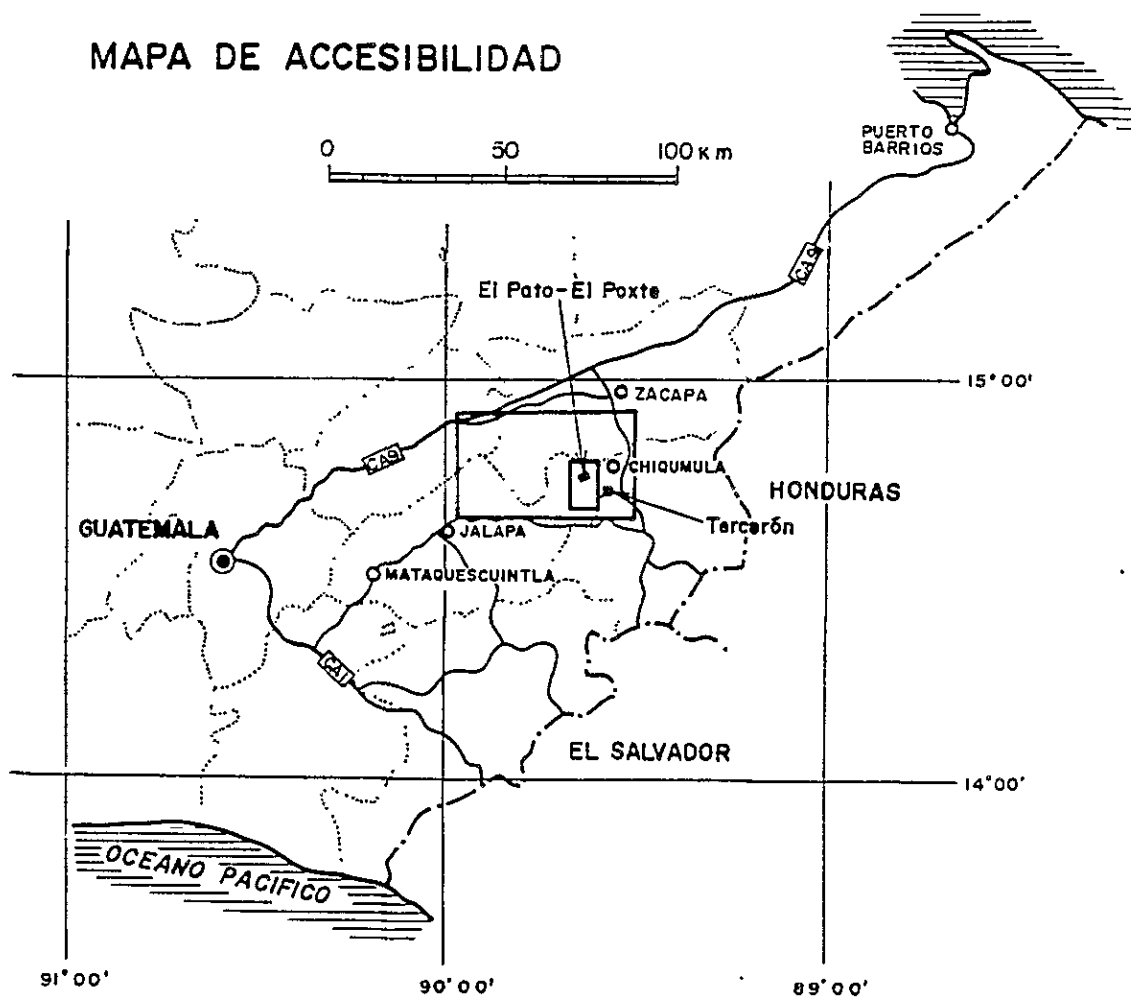 MAPA DE ACCESIBILIDAD
0 50 100 Km
PUERTO
BARRIOS
CA9
El Pato-El Poxte
15°00'
ZACAPA
CA9
CHIQUMULA
HONDURAS
Tercerón
GUATEMALA
JALAPA
MATAQUESCUINTLA
CA1
EL SALVADOR
14°00'
OCEANO PACIFICO
91°00'
90°00'
89°00'